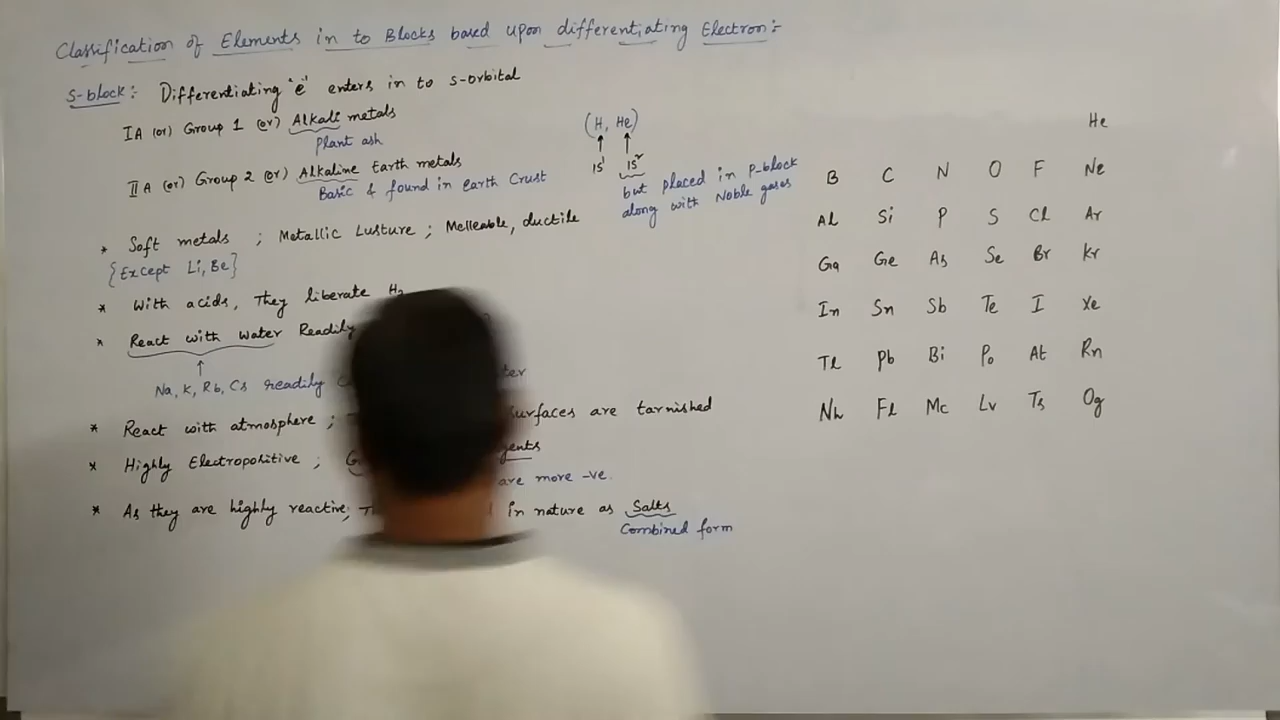 Classification of Elements in to Blocks based upon differentiating Electron :-
S-block : Differentiating 'e⁻' enters in to s-orbital
IA (or) Group 1 (or) Alkali metals
Plant ash
II A (or) Group 2 (or) Alkaline Earth metals
Basic & found in earth Crust
(H, He)
1s¹ 1s²
but placed in P-block
along with Noble gases
* Soft metals ; Metallic Lusture ; Melleable, ductile
{Except Li, Be}
* With acids, They liberate H₂
* React with water Readily
Na, K, Rb, Cs readily
* React with atmosphere ; surfaces are tarnished
* Highly Electropositive ;
are more -ve.
* As they are highly reactive; in nature as Salts
Combined form
He
B C N O F Ne
Al Si P S Cl Ar
Ga Ge As Se Br Kr
In Sn Sb Te I Xe
Tl Pb Bi Po At Rn
Nh Fl Mc Lv Ts Og